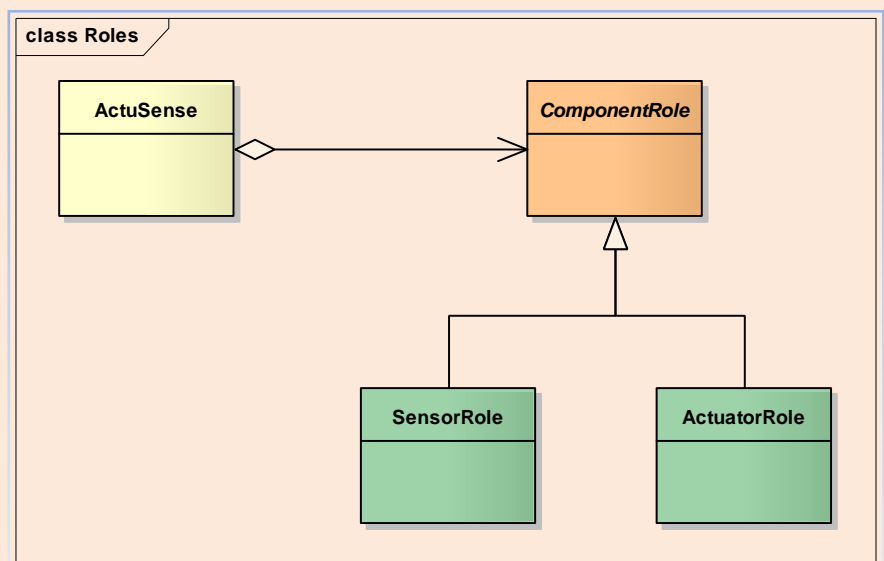 class Roles
ActuSense
ComponentRole
SensorRole
ActuatorRole